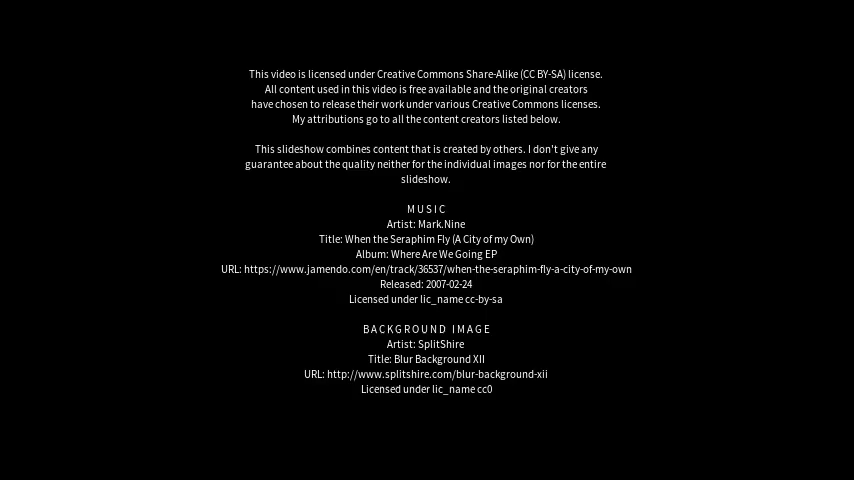 This video is licensed under Creative Commons Share-Alike (CC BY-SA) license.
All content used in this video is free available and the original creators
have chosen to release their work under various Creative Commons licenses.
My attributions go to all the content creators listed below.
This slideshow combines content that is created by others. I don't give any
guarantee about the quality neither for the individual images nor for the entire
slideshow.
M U S I C
Artist: Mark.Nine
Title: When the Seraphim Fly (A City of my Own)
Album: Where Are We Going EP
URL: https://www.jamendo.com/en/track/36537/when-the-seraphim-fly-a-city-of-my-own
Released: 2007-02-24
Licensed under lic_name cc-by-sa
B A C K G R O U N D   I M A G E
Artist: SplitShire
Title: Blur Background XII
URL: http://www.splitshire.com/blur-background-xii
Licensed under lic_name cc0